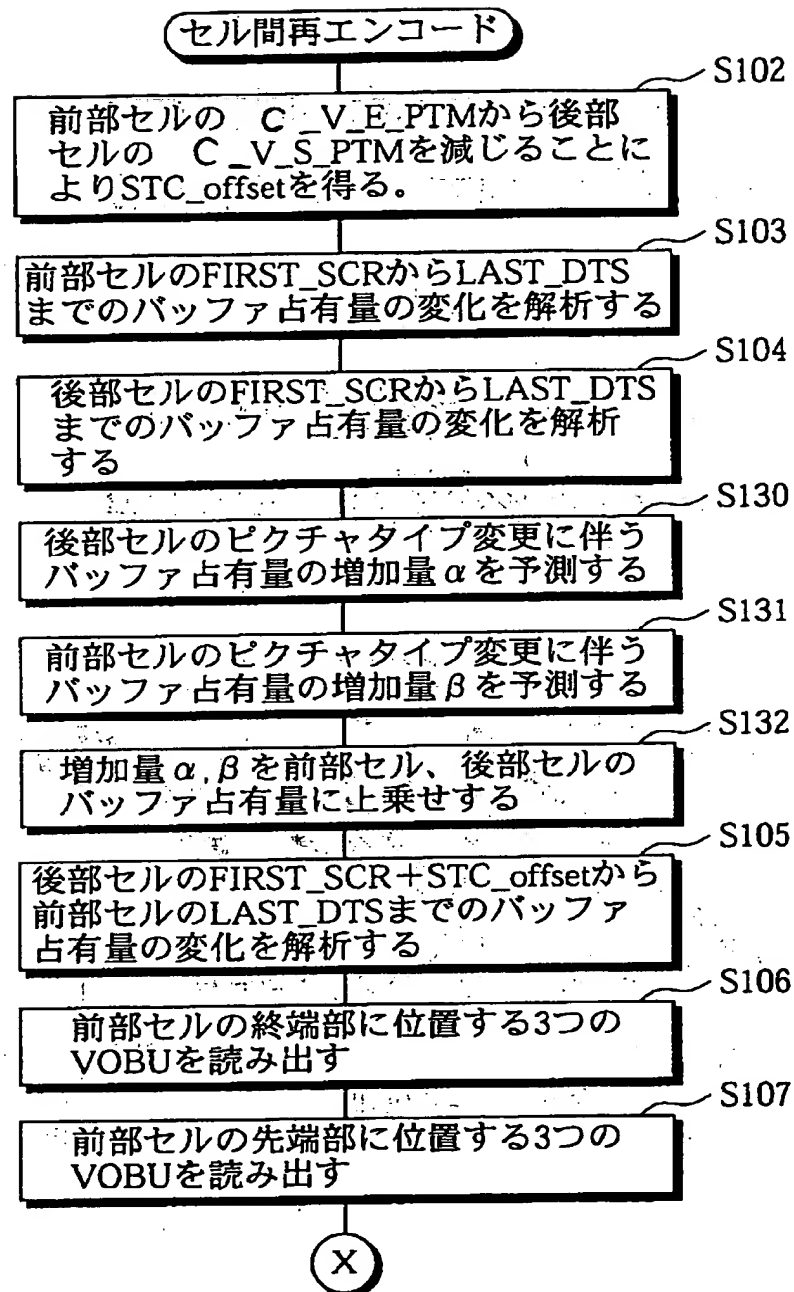 セル間再エンコード
S102
前部セルの C_V_E_PTMから後部
セルの C_V_S_PTMを減じることに
よりSTC_offsetを得る。
S103
前部セルのFIRST_SCRからLAST_DTS
までのバッファ占有量の変化を解析する
S104
後部セルのFIRST_SCRからLAST_DTS
までのバッファ占有量の変化を解析
する
S130
後部セルのピクチャタイプ変更に伴う
バッファ占有量の増加量αを予測する
S131
前部セルのピクチャタイプ変更に伴う
バッファ占有量の増加量βを予測する
S132
増加量α,βを前部セル、後部セルの
バッファ占有量に上乗せする
S105
後部セルのFIRST_SCR+STC_offsetから
前部セルのLAST_DTSまでのバッファ
占有量の変化を解析する
S106
前部セルの終端部に位置する3つの
VOBUを読み出す
S107
前部セルの先端部に位置する3つの
VOBUを読み出す
X